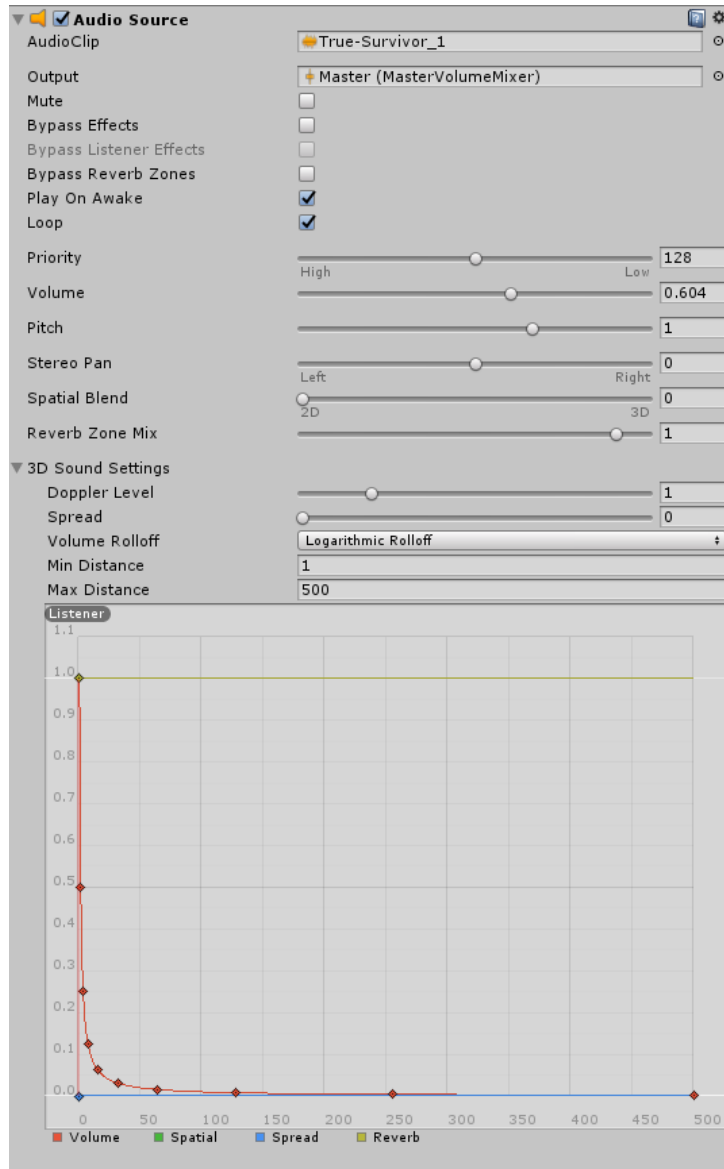 Audio Source
AudioClip True-Survivor_1
Output Master (MasterVolumeMixer)
Mute
Bypass Effects
Bypass Listener Effects
Bypass Reverb Zones
Play On Awake
Loop
Priority 128
High Low
Volume 0.604
Pitch 1
Stereo Pan 0
Left Right
Spatial Blend 0
2D 3D
Reverb Zone Mix 1
3D Sound Settings
Doppler Level 1
Spread 0
Volume Rolloff Logarithmic Rolloff
Min Distance 1
Max Distance 500
Listener
1.1
1.0
0.9
0.8
0.7
0.6
0.5
0.4
0.3
0.2
0.1
0.0
0 50 100 150 200 250 300 350 400 450 500
Volume Spatial Spread Reverb